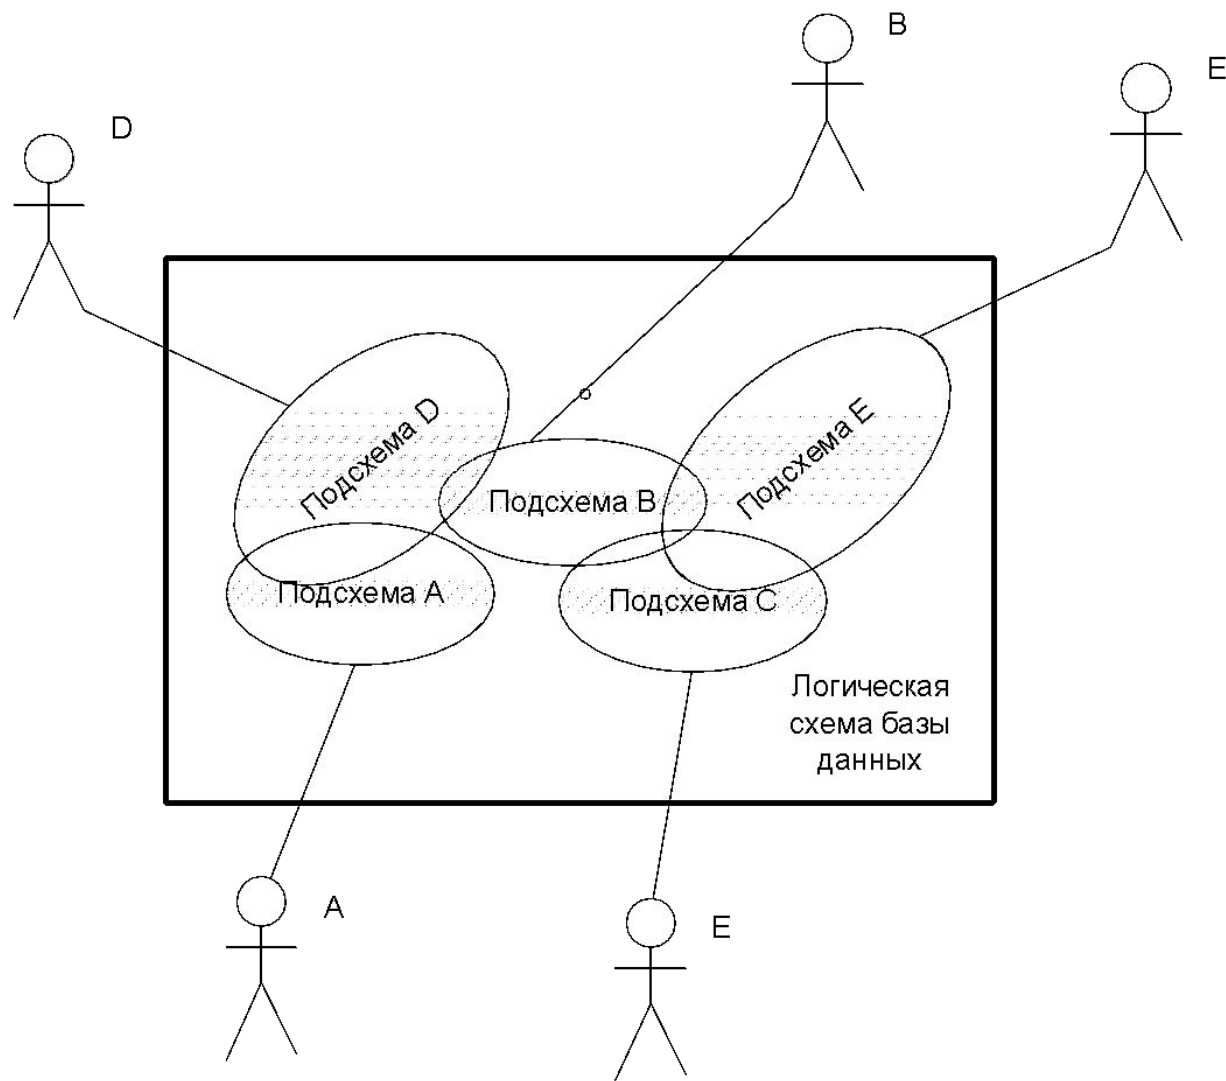 B
E
D
Подсхема D
Подсхема E
Подсхема B
Подсхема A
Подсхема C
Логическая
схема базы
данных
A
E